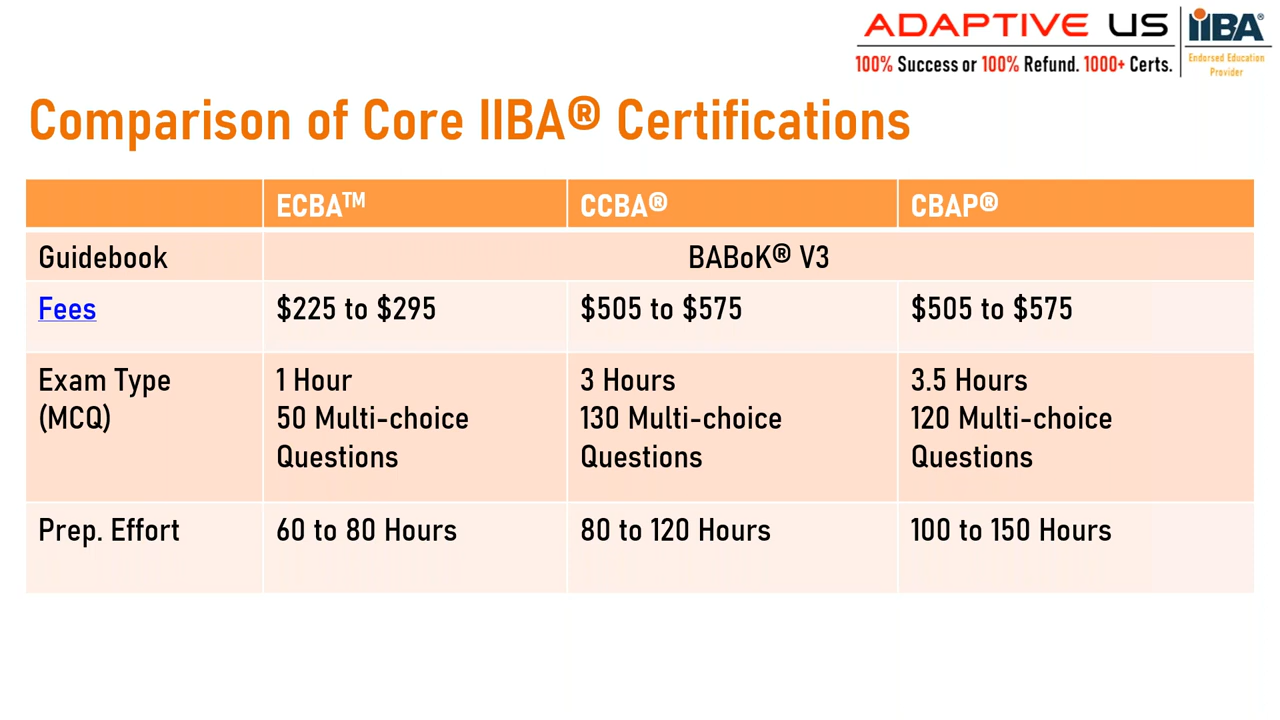 ADAPTIVE US
100% Success or 100% Refund. 1000+ Certs.
IIBA®
Endorsed Education
Provider
Comparison of Core IIBA® Certifications
ECBA™ CCBA® CBAP®
Guidebook BABoK® V3
Fees $225 to $295 $505 to $575 $505 to $575
Exam Type 1 Hour 3 Hours 3.5 Hours
(MCQ) 50 Multi-choice 130 Multi-choice 120 Multi-choice
Questions Questions Questions
Prep. Effort 60 to 80 Hours 80 to 120 Hours 100 to 150 Hours